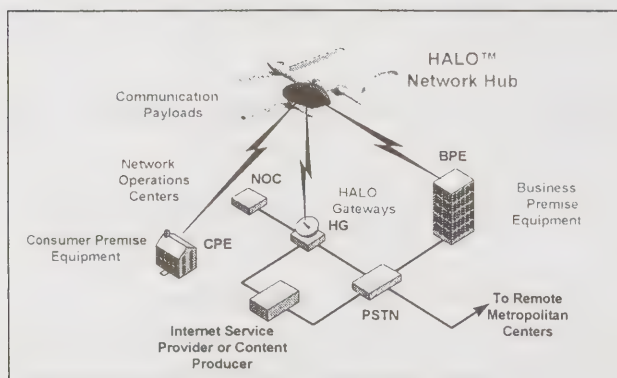 HALO™
Network Hub
Communication
Payloads
BPE
Network
Operations
Centers
NOC
HALO
Gateways
HG
Business
Premise
Equipment
Consumer Premise
Equipment
CPE
PSTN
To Remote
Metropolitan
Centers
Internet Service
Provider or Content
Producer